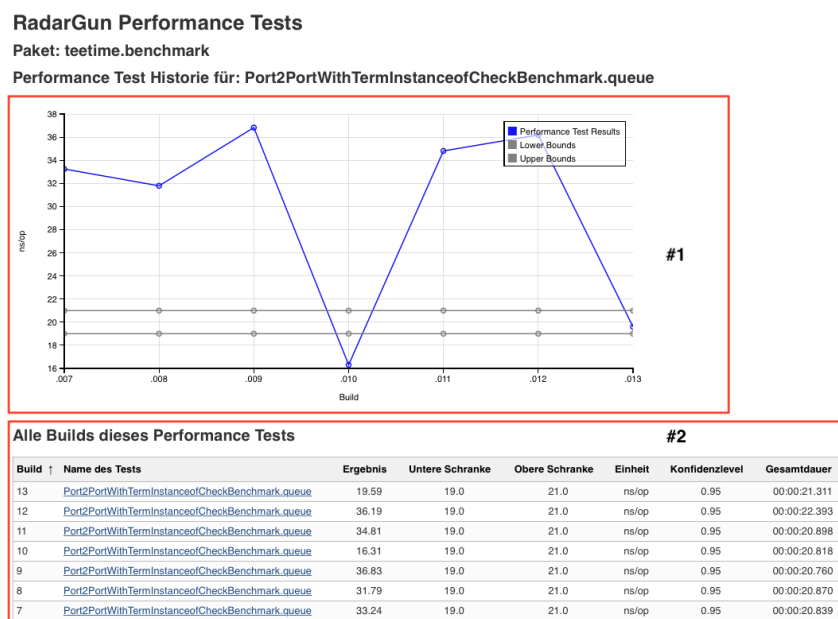 RadarGun Performance Tests
Paket: teetime.benchmark
Performance Test Historie für: Port2PortWithTermInstanceofCheckBenchmark.queue
38
36
34
32
30
28
26
24
22
20
18
16
ns/op
Performance Test Results
Lower Bounds
Upper Bounds
#1
.007 .008 .009 .010 .011 .012 .013
Build
Alle Builds dieses Performance Tests
#2
Build ↑ Name des Tests Ergebnis Untere Schranke Obere Schranke Einheit Konfidenzlevel Gesamtdauer
13 Port2PortWithTermInstanceofCheckBenchmark.queue 19.59 19.0 21.0 ns/op 0.95 00:00:21.311
12 Port2PortWithTermInstanceofCheckBenchmark.queue 36.19 19.0 21.0 ns/op 0.95 00:00:22.393
11 Port2PortWithTermInstanceofCheckBenchmark.queue 34.81 19.0 21.0 ns/op 0.95 00:00:20.898
10 Port2PortWithTermInstanceofCheckBenchmark.queue 16.31 19.0 21.0 ns/op 0.95 00:00:20.818
9 Port2PortWithTermInstanceofCheckBenchmark.queue 36.83 19.0 21.0 ns/op 0.95 00:00:20.760
8 Port2PortWithTermInstanceofCheckBenchmark.queue 31.79 19.0 21.0 ns/op 0.95 00:00:20.870
7 Port2PortWithTermInstanceofCheckBenchmark.queue 33.24 19.0 21.0 ns/op 0.95 00:00:20.839